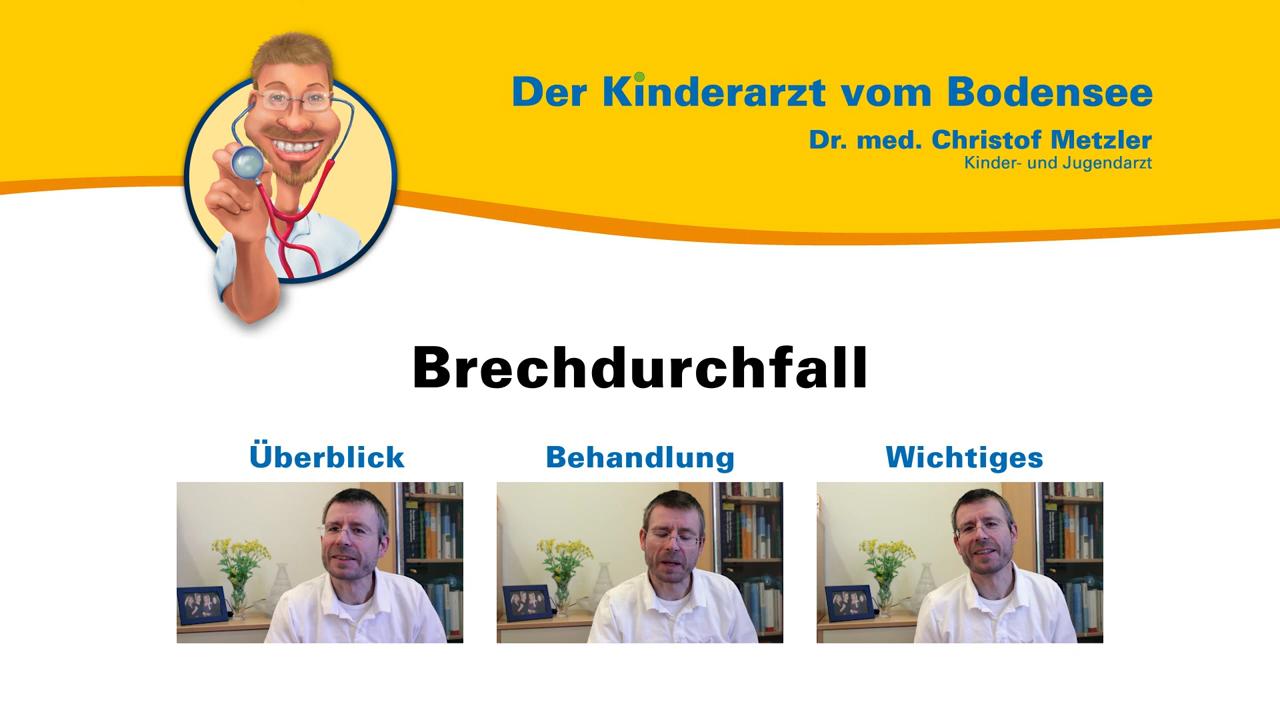 Der Kinderarzt vom Bodensee
Dr. med. Christof Metzler
Kinder- und Jugendarzt
Brechdurchfall
Überblick
Behandlung
Wichtiges